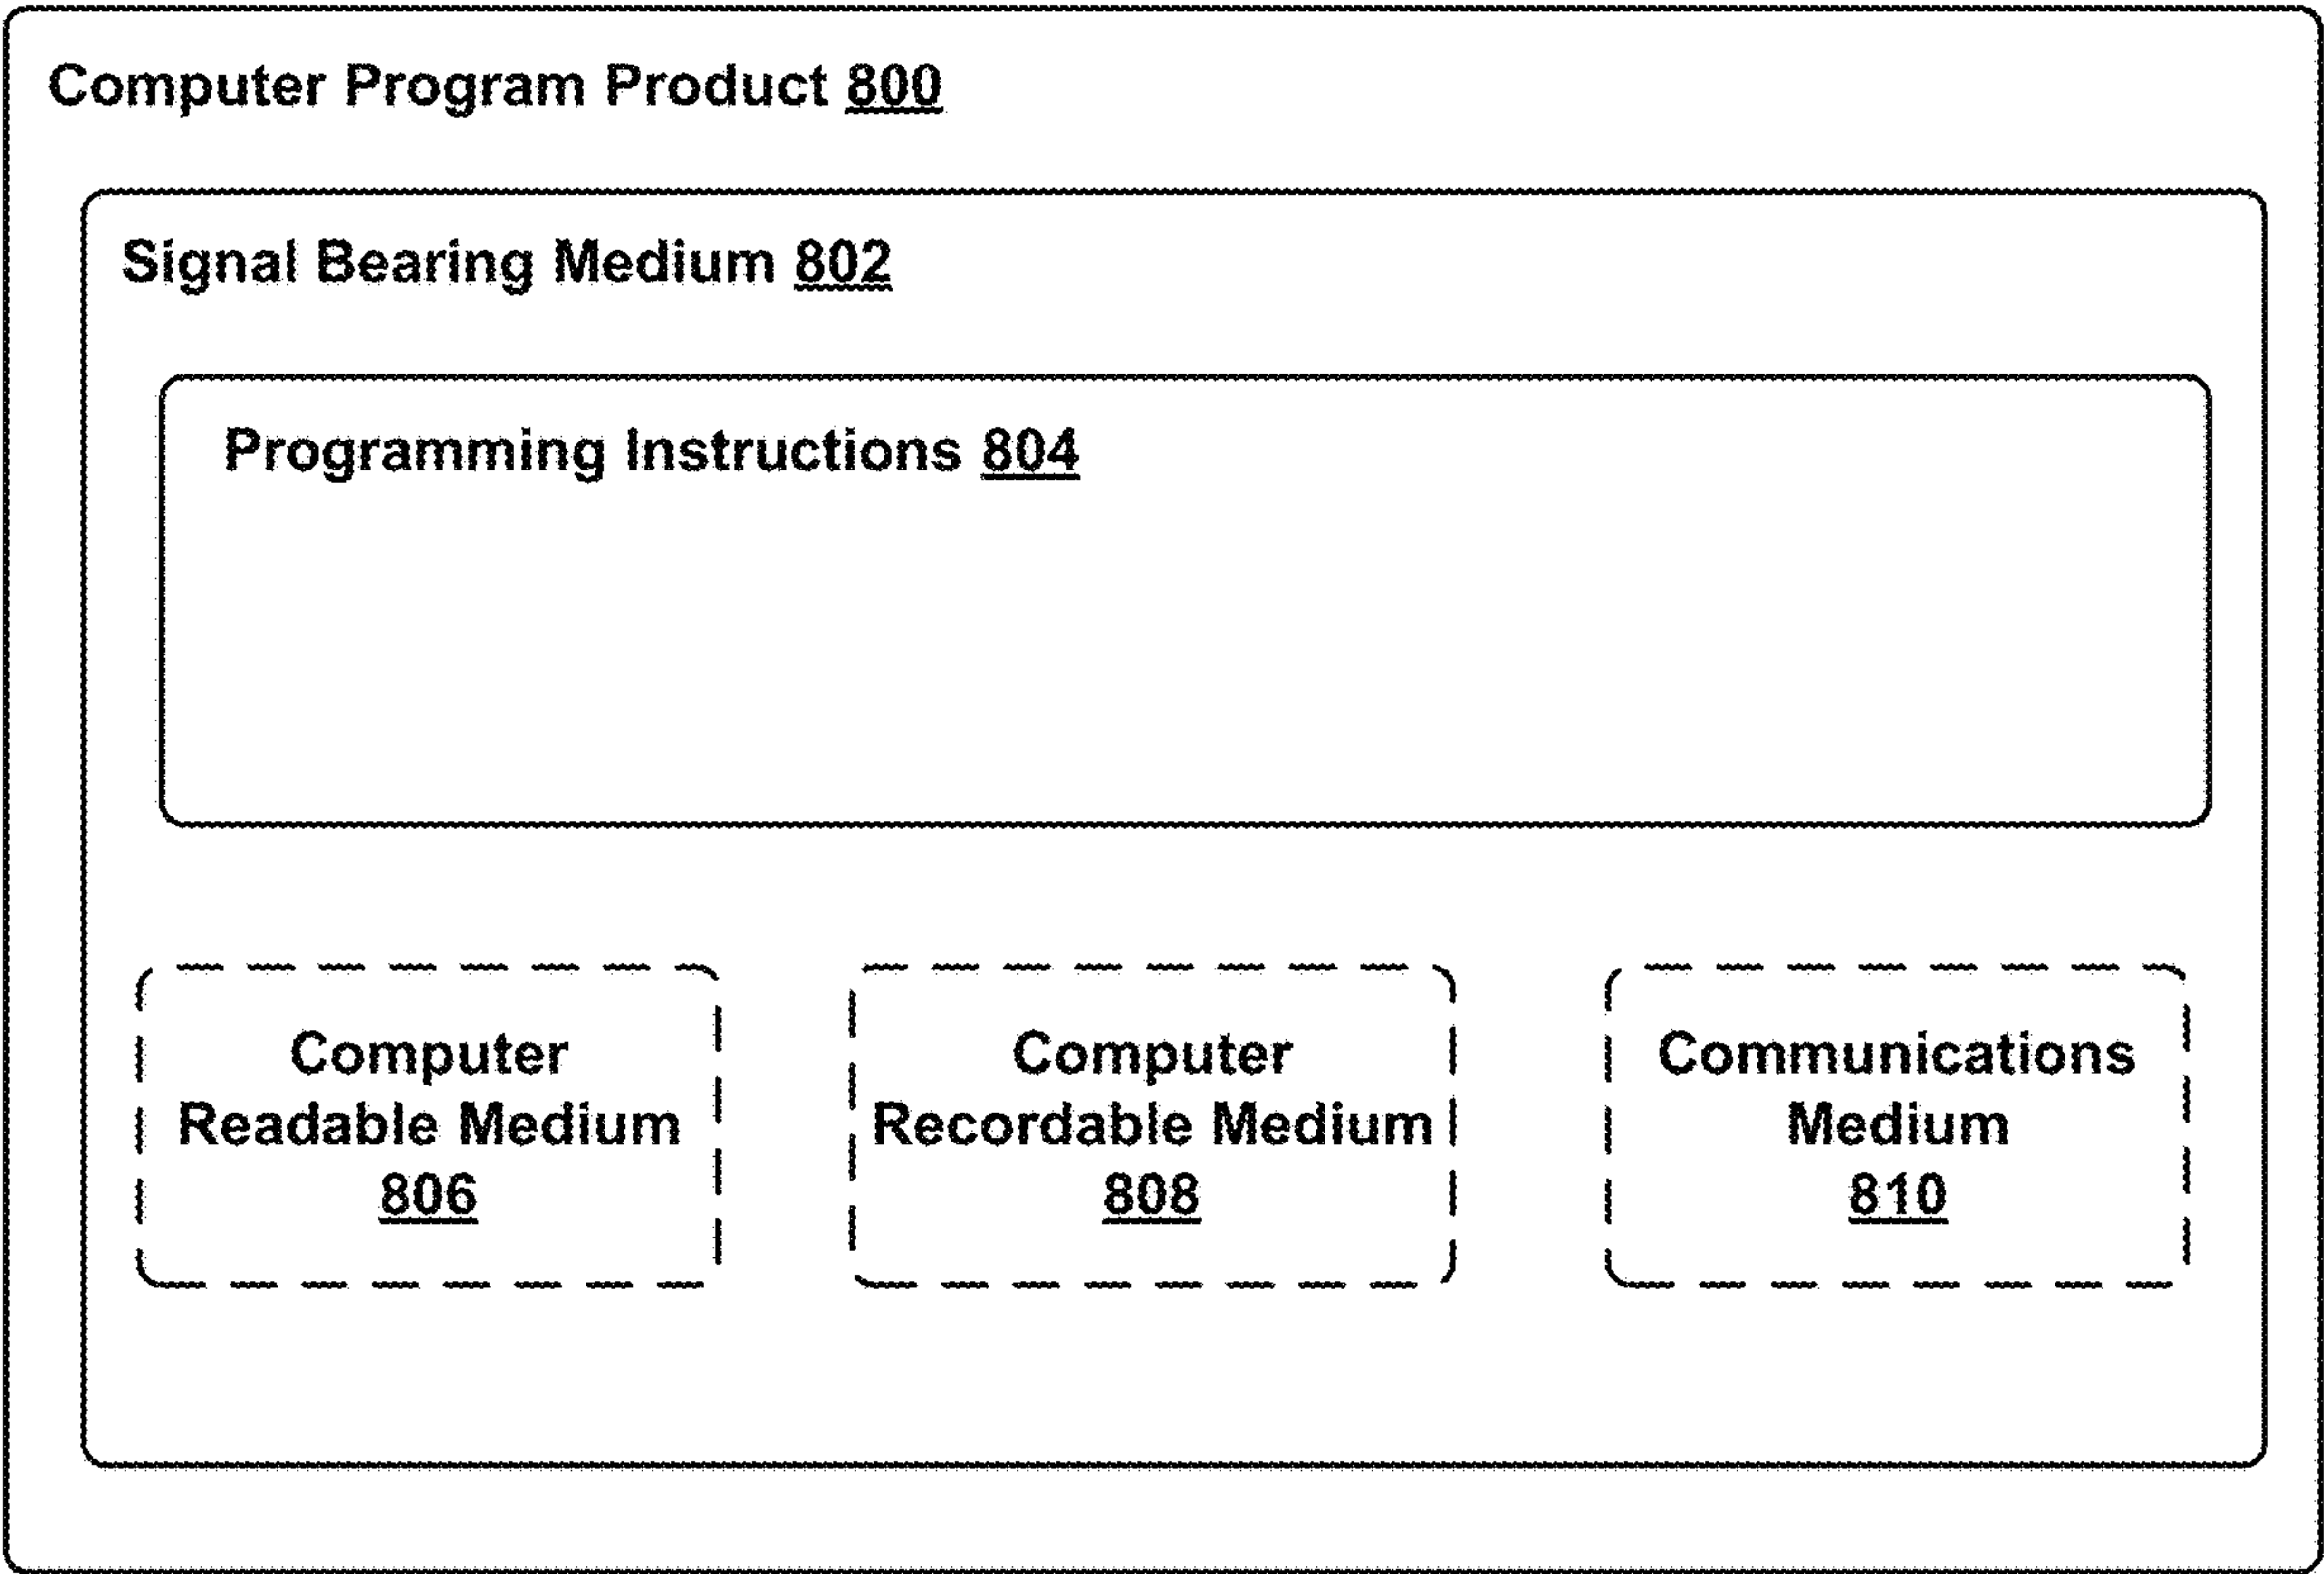 Computer Program Product 800
Signal Bearing Medium 802
Programming Instructions 804
Computer
Readable Medium
806
Computer
Recordable Medium
808
Communications
Medium
810